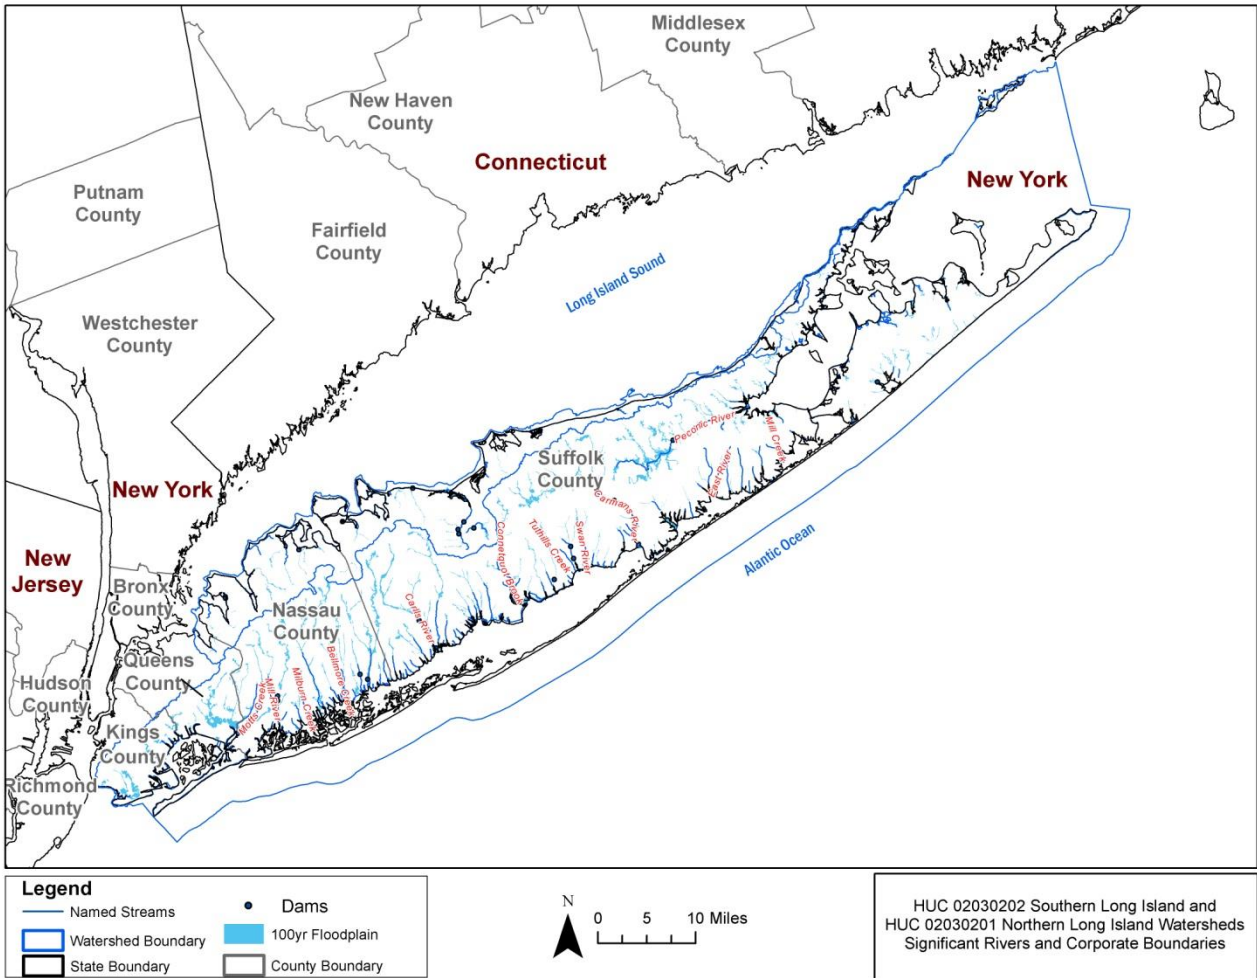 Middlesex
County
New Haven
County
Connecticut
Putnam
County
New York
Fairfield
County
Long Island Sound
Westchester
County
Peconic River
Mill Creek
Suffolk
County
East River
New York
Carmans River
Tuthills Creek
Swan River
Connetquot Brook
Alantic Ocean
New
Jersey
Bronx
County
Nassau
County
Carlls River
Bellmore Creek
Queens
County
Milburn Creek
Mill River
Motts Creek
Hudson
County
Kings
County
Richmond
County
Legend
Named Streams
Dams
Watershed Boundary
100yr Floodplain
State Boundary
County Boundary
N
0 5 10 Miles
HUC 02030202 Southern Long Island and
HUC 02030201 Northern Long Island Watersheds
Significant Rivers and Corporate Boundaries